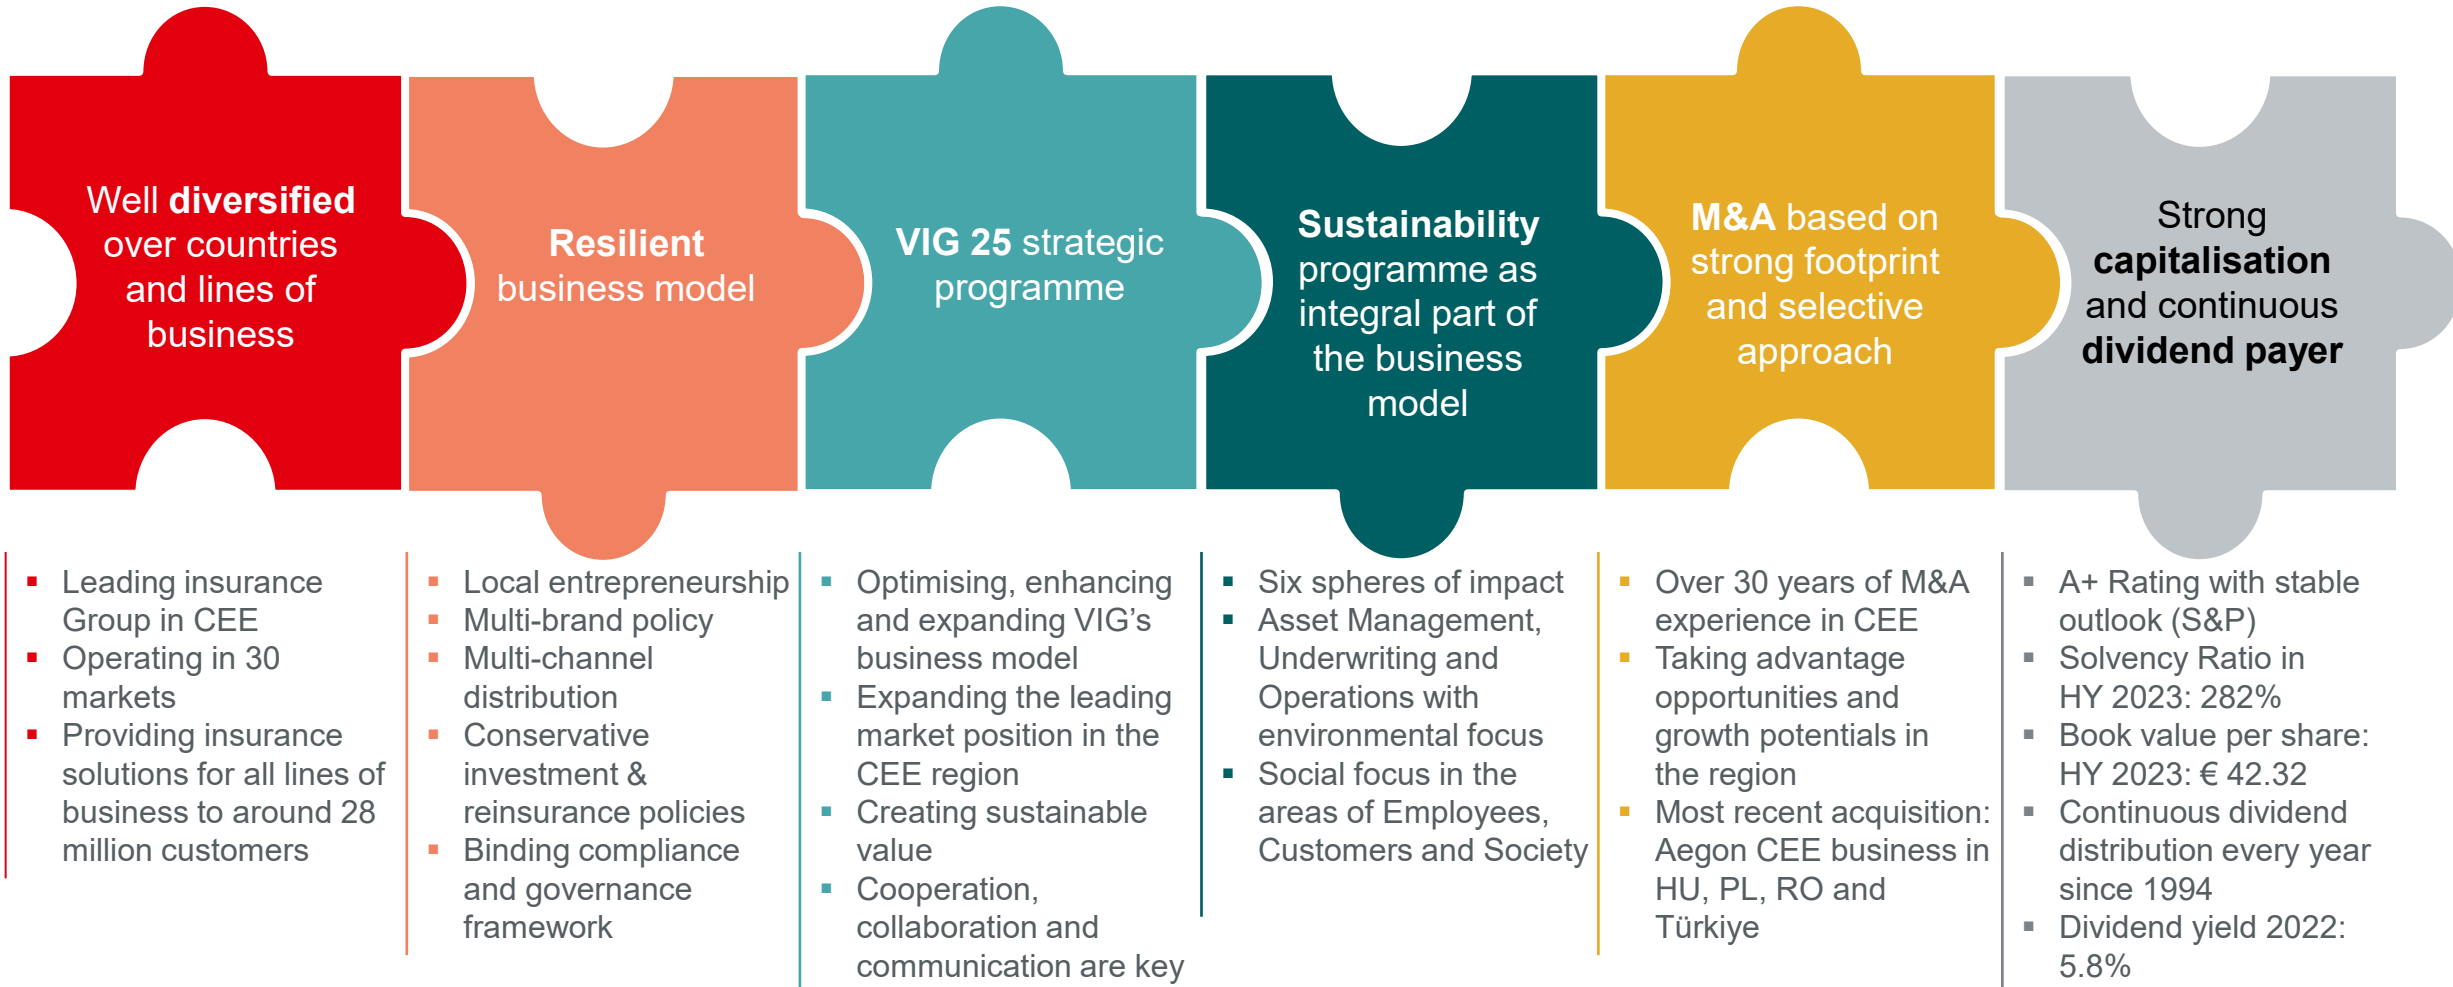 Well diversified
over countries
and lines of
business
Resilient
business model
VIG 25 strategic
programme
Sustainability
programme as
integral part of
the business
model
M&A based on
strong footprint
and selective
approach
Strong
capitalisation
and continuous
dividend payer
▪ Leading insurance
Group in CEE
▪ Operating in 30
markets
▪ Providing insurance
solutions for all lines of
business to around 28
million customers
▪ Local entrepreneurship
▪ Multi-brand policy
▪ Multi-channel
distribution
▪ Conservative
investment &
reinsurance policies
▪ Binding compliance
and governance
framework
▪ Optimising, enhancing
and expanding VIG’s
business model
▪ Expanding the leading
market position in the
CEE region
▪ Creating sustainable
value
▪ Cooperation,
collaboration and
communication are key
▪ Six spheres of impact
▪ Asset Management,
Underwriting and
Operations with
environmental focus
▪ Social focus in the
areas of Employees,
Customers and Society
▪ Over 30 years of M&A
experience in CEE
▪ Taking advantage
opportunities and
growth potentials in
the region
▪ Most recent acquisition:
Aegon CEE business in
HU, PL, RO and
Türkiye
▪ A+ Rating with stable
outlook (S&P)
▪ Solvency Ratio in
HY 2023: 282%
▪ Book value per share:
HY 2023: € 42.32
▪ Continuous dividend
distribution every year
since 1994
▪ Dividend yield 2022:
5.8%